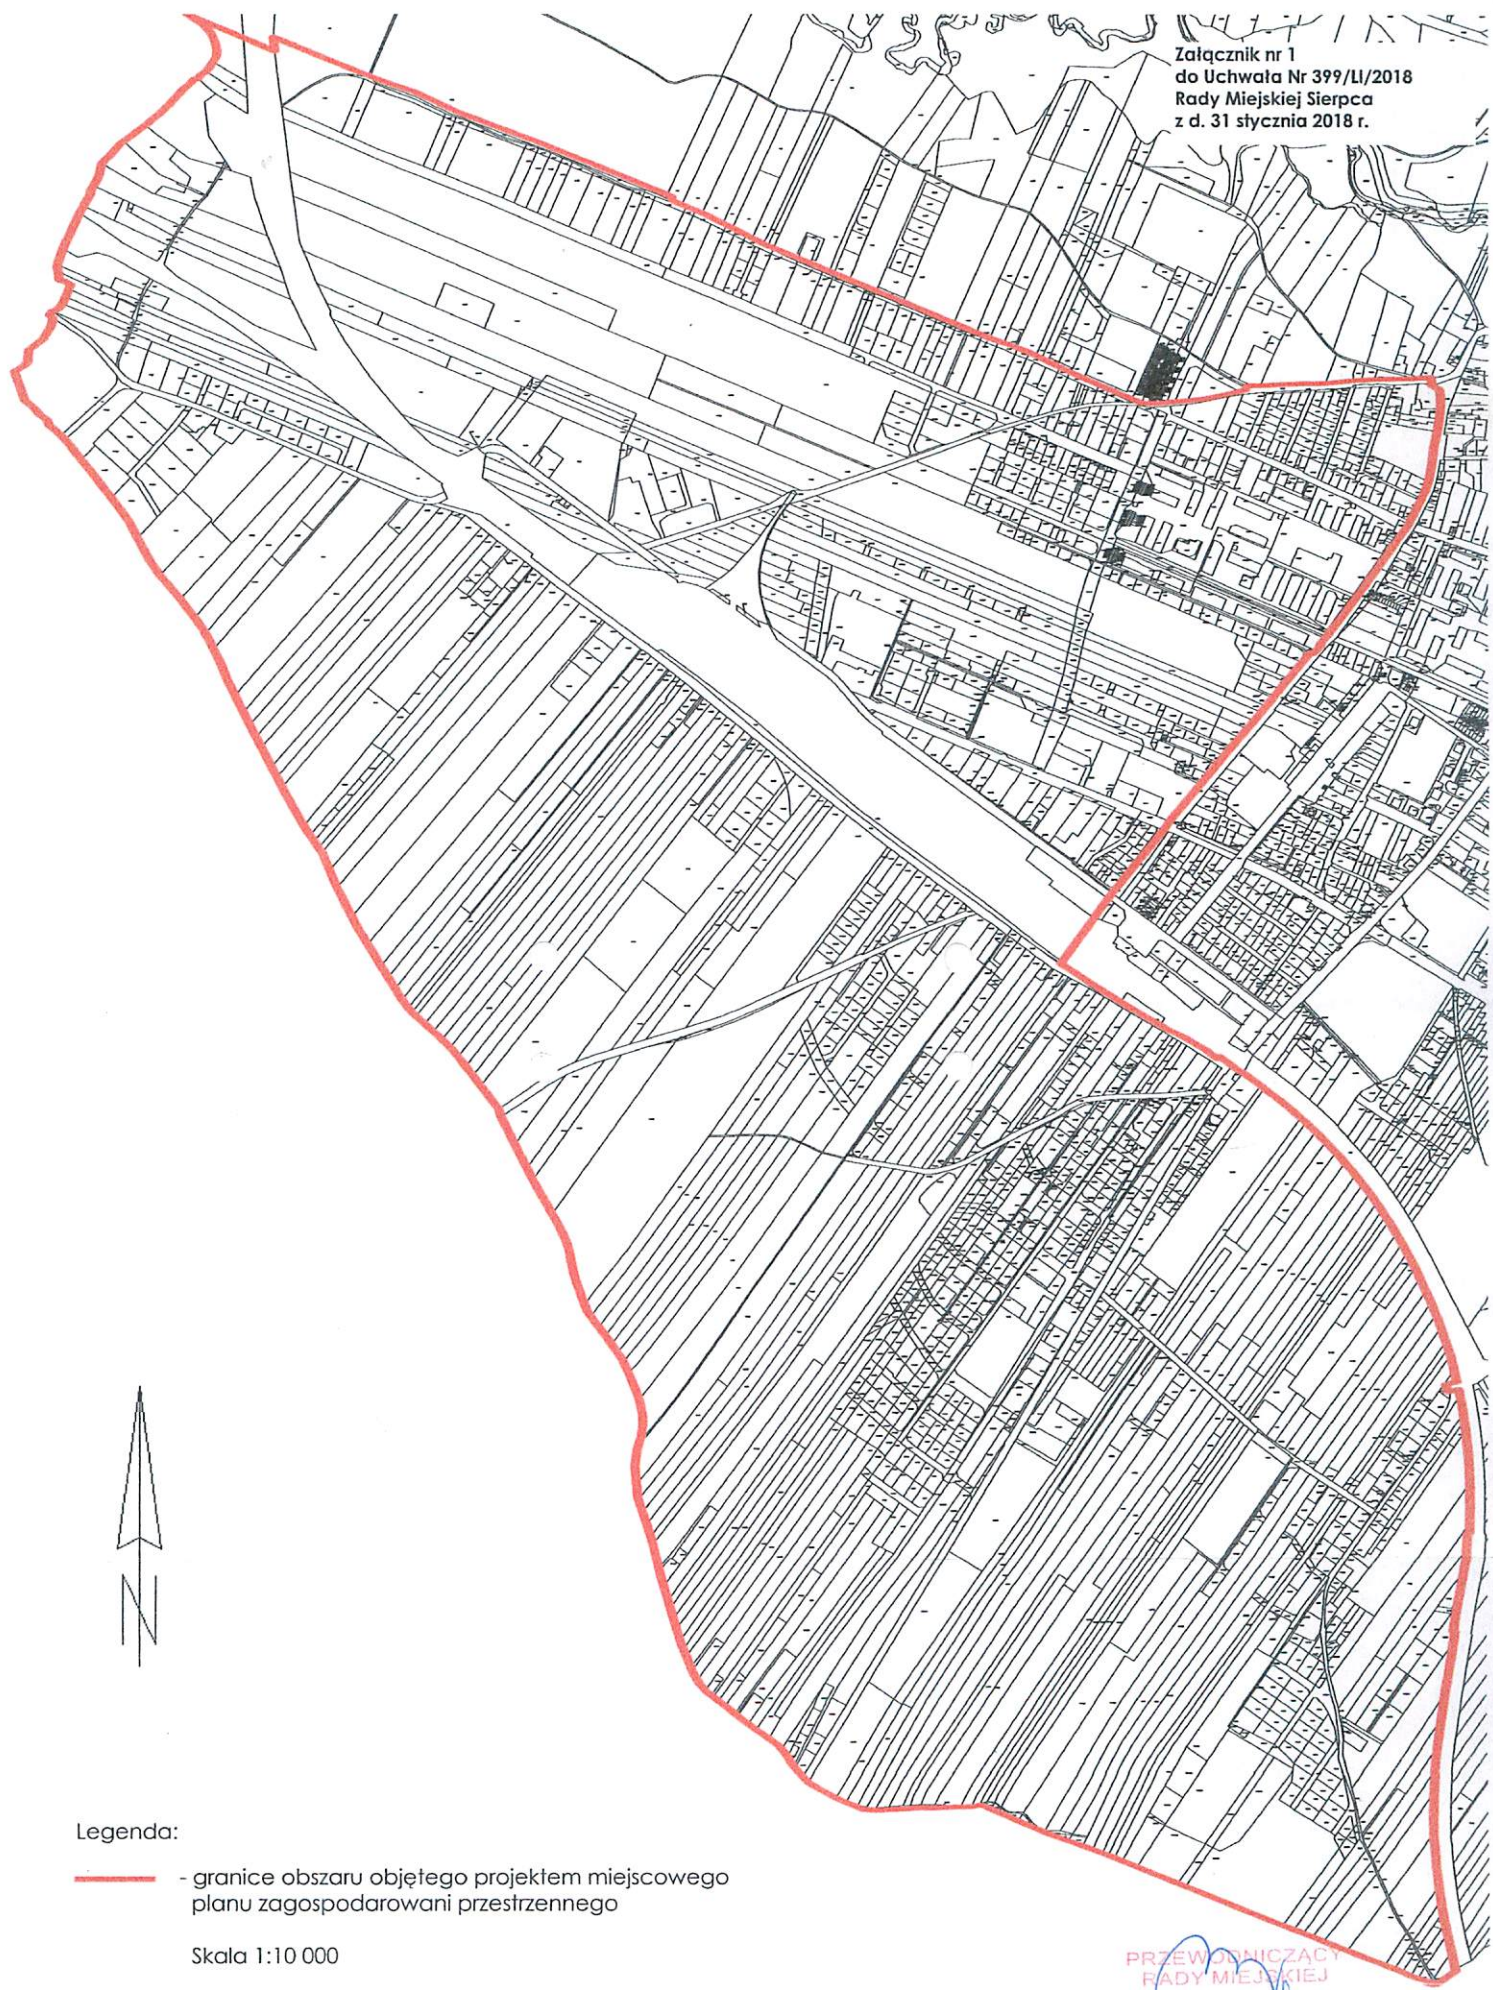 Załącznik nr 1
do Uchwała Nr 399/LI/2018
Rady Miejskiej Sierpca
z d. 31 stycznia 2018 r.
N
Legenda:
- granice obszaru objętego projektem miejscowego
planu zagospodarowani przestrzennego
Skala 1:10 000
PRZEWODNICZĄCY
RADY MIEJSKIEJ